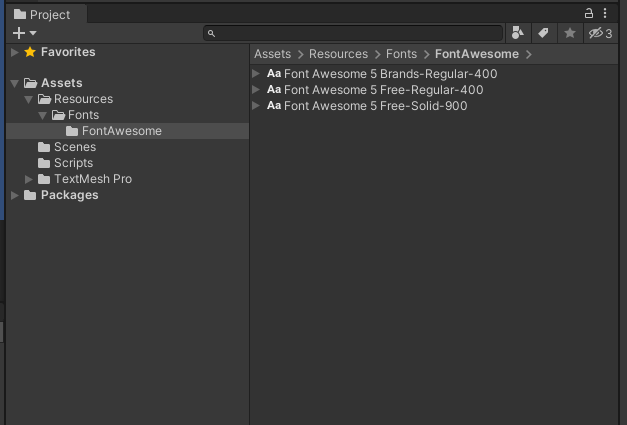 Project
3
Favorites
Assets
Resources
Fonts
FontAwesome
Scenes
Scripts
TextMesh Pro
Packages
Assets > Resources > Fonts > FontAwesome >
Aa Font Awesome 5 Brands-Regular-400
Aa Font Awesome 5 Free-Regular-400
Aa Font Awesome 5 Free-Solid-900